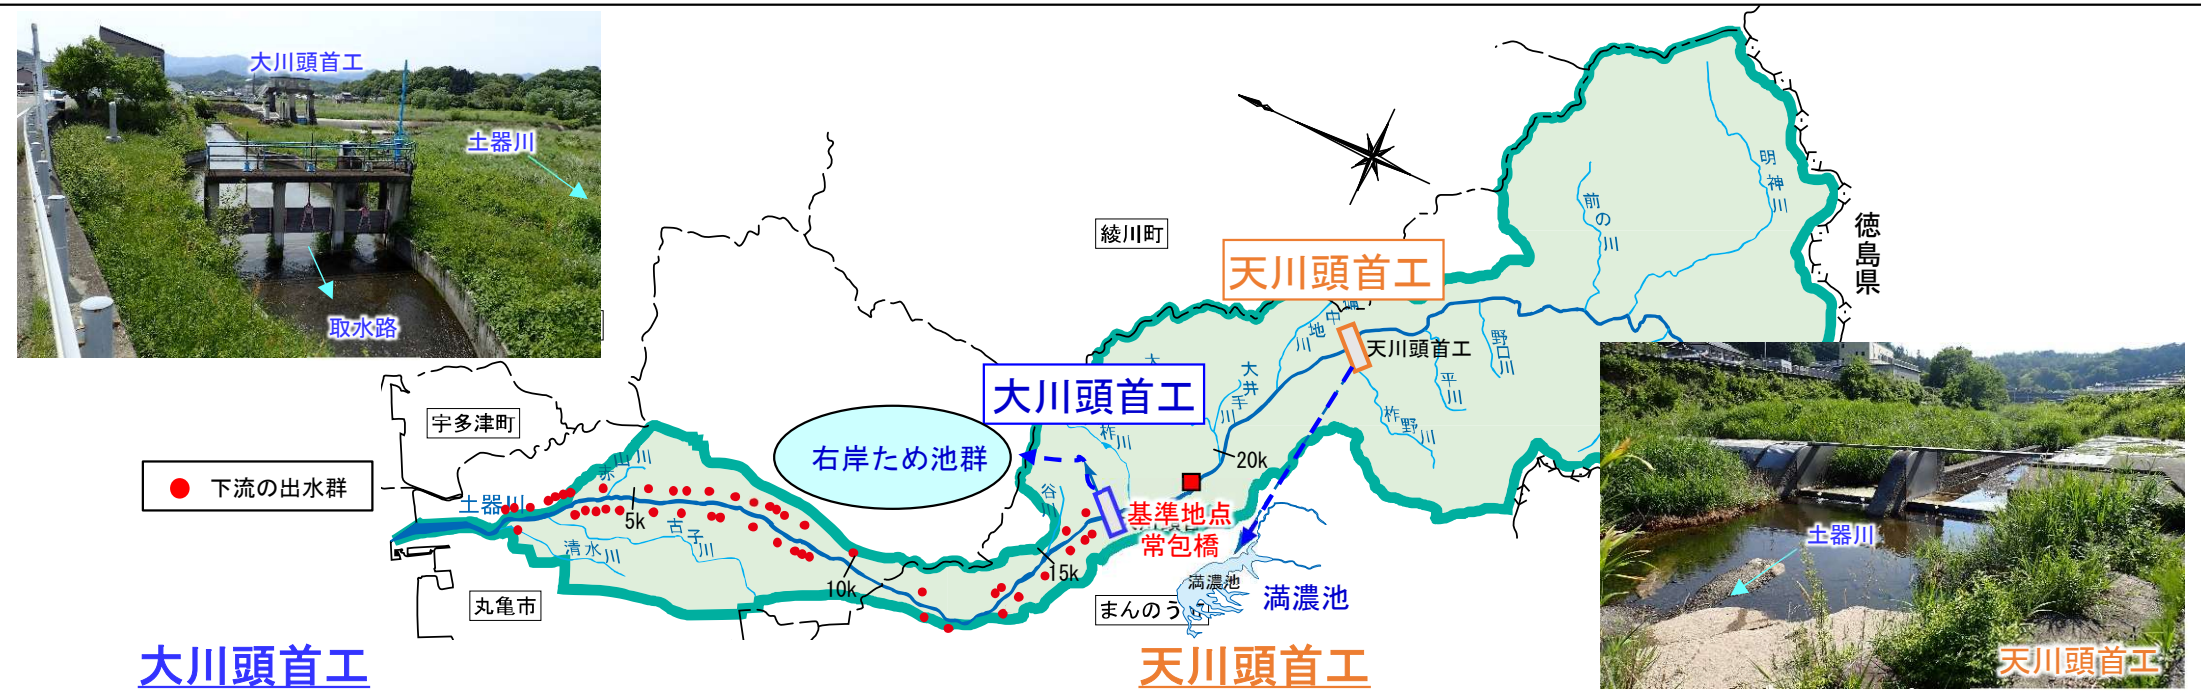 大川頭首工
土器川
取水路
綾川町
天川頭首工
明神川
前の川
徳島県
中通
地川
天川頭首工
野口川
平川
柞野川
大井手川
大川頭首工
柞川
宇多津町
右岸ため池群
20k
下流の出水群
土器川
赤山川
5k
古子川
清水川
谷川
基準地点
常包橋
10k
15k
丸亀市
まんのう
満濃池
満濃池
土器川
天川頭首工
大川頭首工
天川頭首工